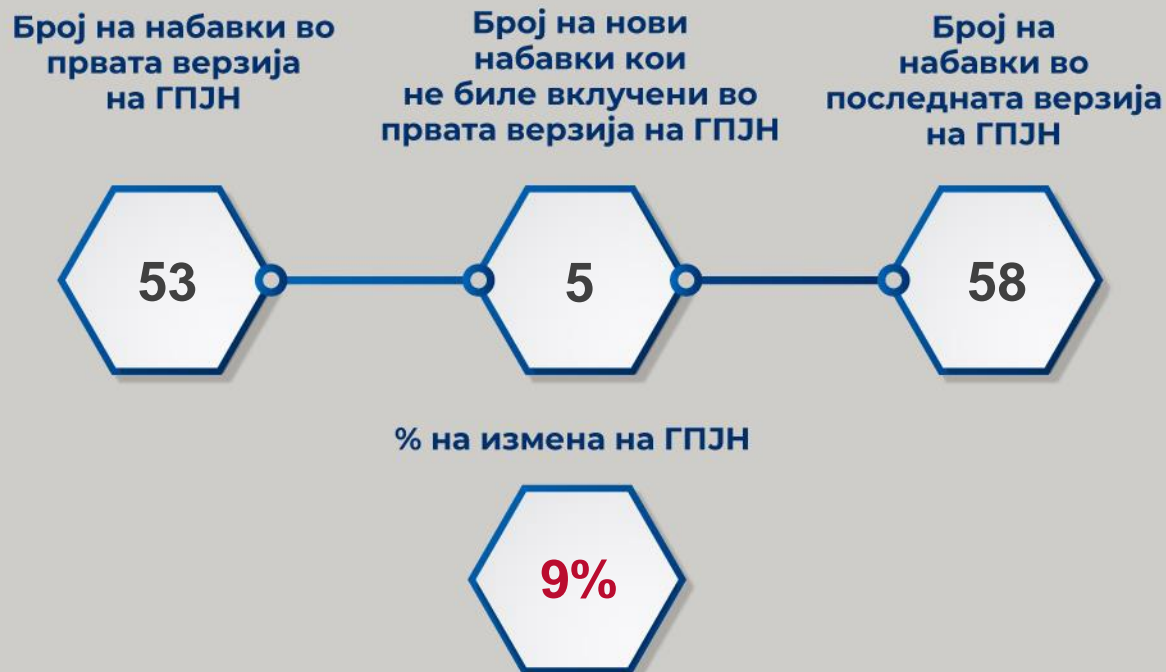 Број на набавки во
првата верзија
на ГПЈН
Број на нови
набавки кои
не биле вклучени во
првата верзија на ГПЈН
Број на
набавки во
последната верзија
на ГПЈН
53
5
58
% на измена на ГПЈН
9%